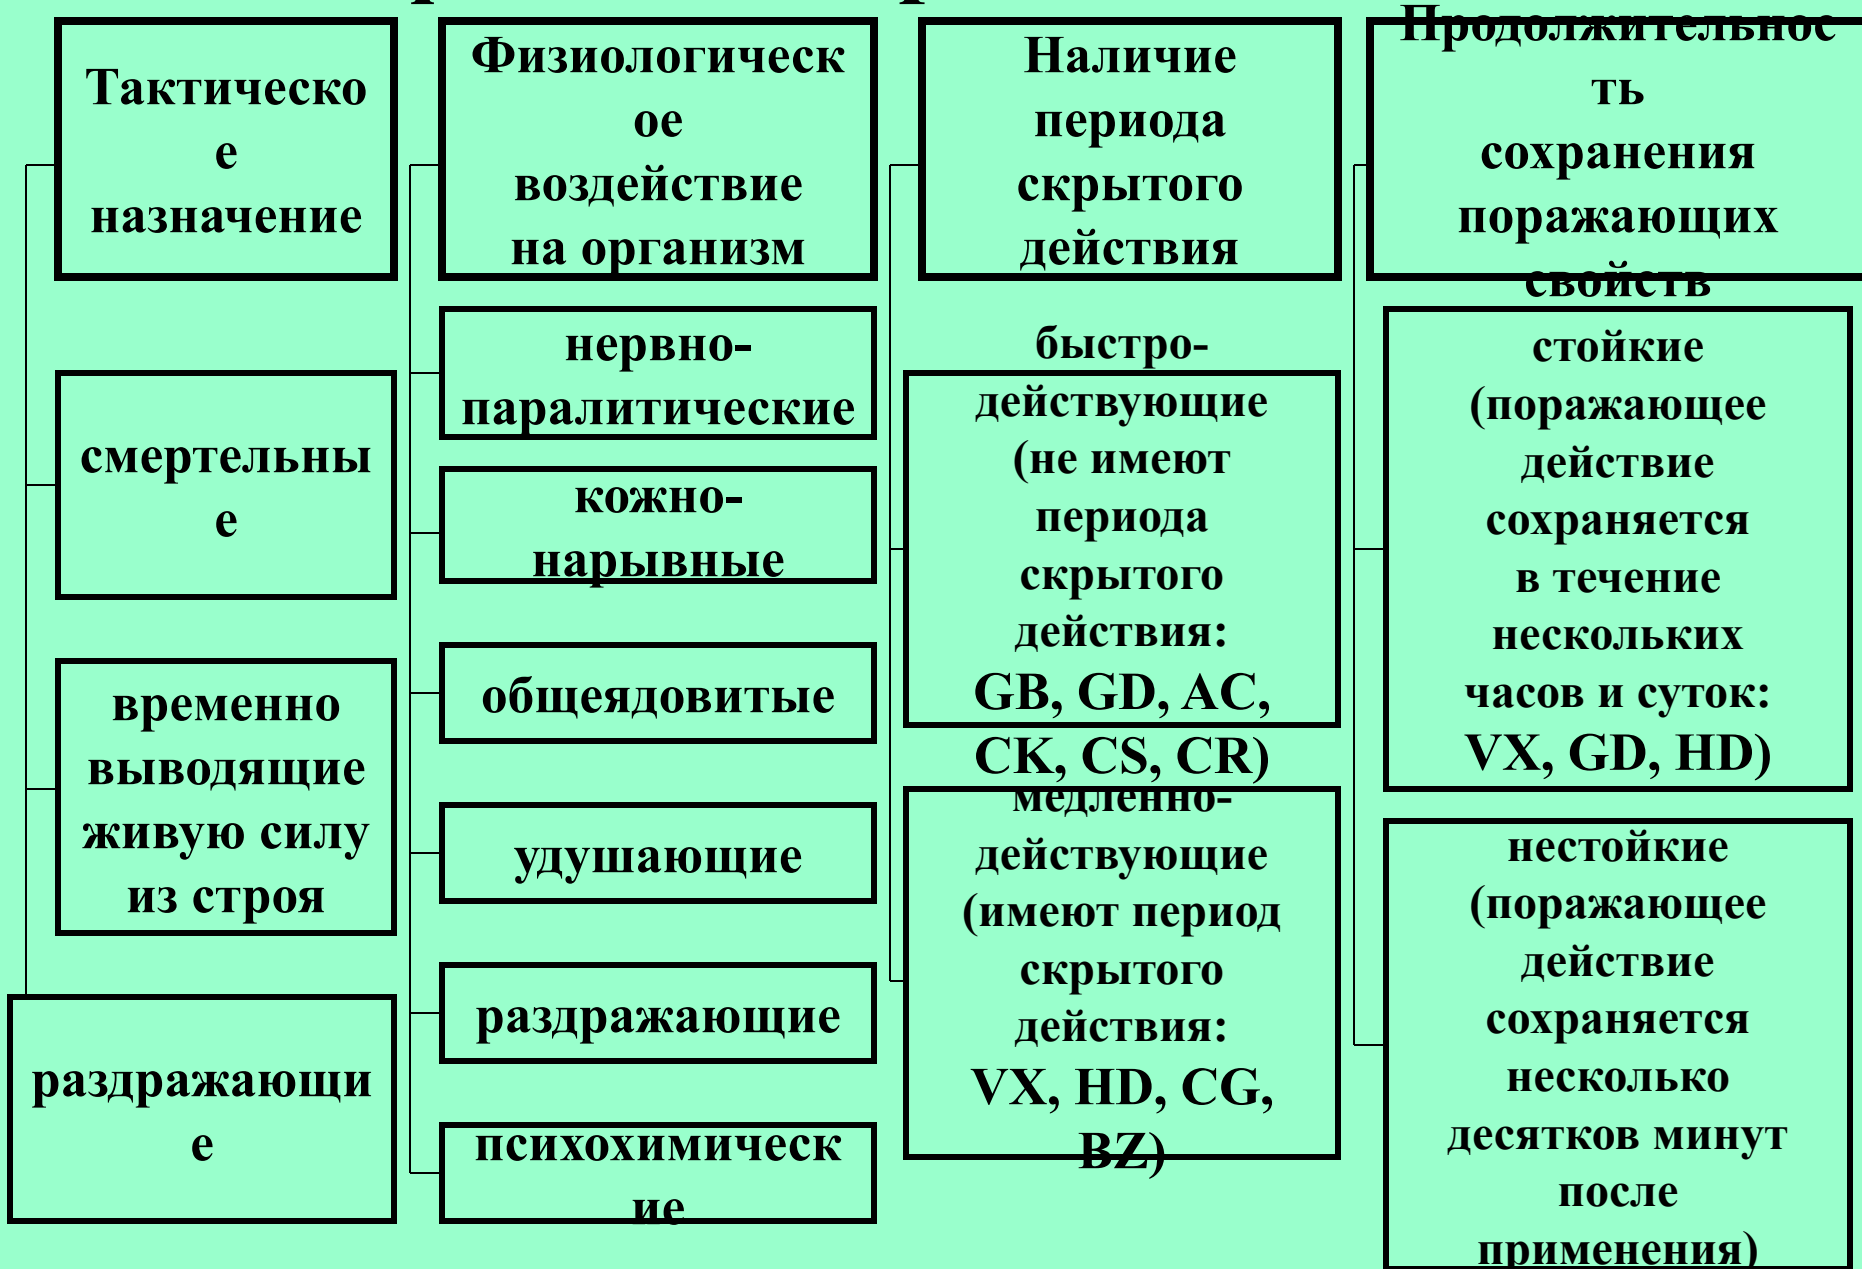 Тактическо
е
назначение
смертельны
е
временно
выводящие
живую силу
из строя
раздражающи
е
Физиологическ
ое
воздействие
на организм
нервно-
паралитические
кожно-
нарывные
общеядовитые
удушающие
раздражающие
психохимическ
ие
Наличие
периода
скрытого
действия
быстро-
действующие
(не имеют
периода
скрытого
действия:
GB, GD, AC,
CK, CS, CR)
медленно-
действующие
(имеют период
скрытого
действия:
VX, HD, CG,
BZ)
Продолжительнос
ть
сохранения
поражающих
свойств
стойкие
(поражающее
действие
сохраняется
в течение
нескольких
часов и суток:
VX, GD, HD)
нестойкие
(поражающее
действие
сохраняется
несколько
десятков минут
после
применения)